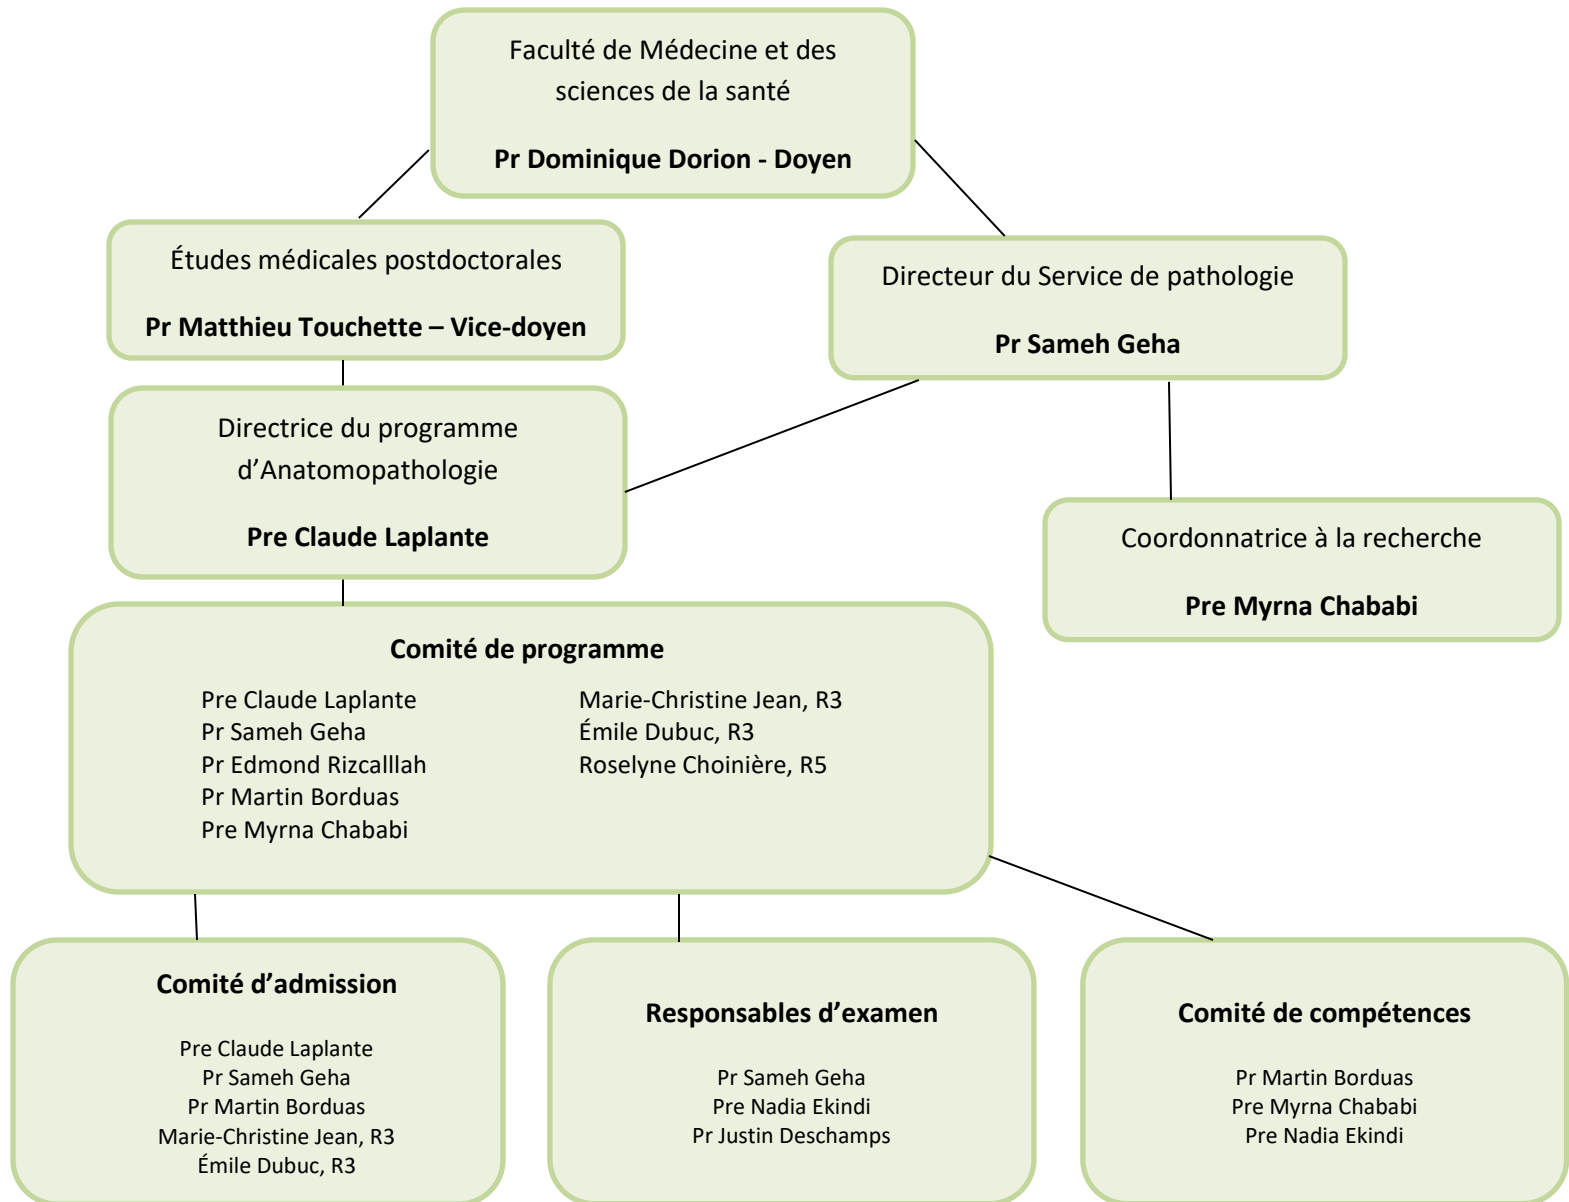 Faculté de Médecine et des
sciences de la santé
Pr Dominique Dorion - Doyen
Études médicales postdoctorales
Pr Matthieu Touchette – Vice-doyen
Directeur du Service de pathologie
Pr Sameh Geha
Directrice du programme
d’Anatomopathologie
Pre Claude Laplante
Coordonnatrice à la recherche
Pre Myrna Chababi
Comité de programme
Pre Claude Laplante
Pr Sameh Geha
Pr Edmond Rizcalllah
Pr Martin Borduas
Pre Myrna Chababi
Marie-Christine Jean, R3
Émile Dubuc, R3
Roselyne Choinière, R5
Comité d’admission
Pre Claude Laplante
Pr Sameh Geha
Pr Martin Borduas
Marie-Christine Jean, R3
Émile Dubuc, R3
Responsables d’examen
Pr Sameh Geha
Pre Nadia Ekindi
Pr Justin Deschamps
Comité de compétences
Pr Martin Borduas
Pre Myrna Chababi
Pre Nadia Ekindi